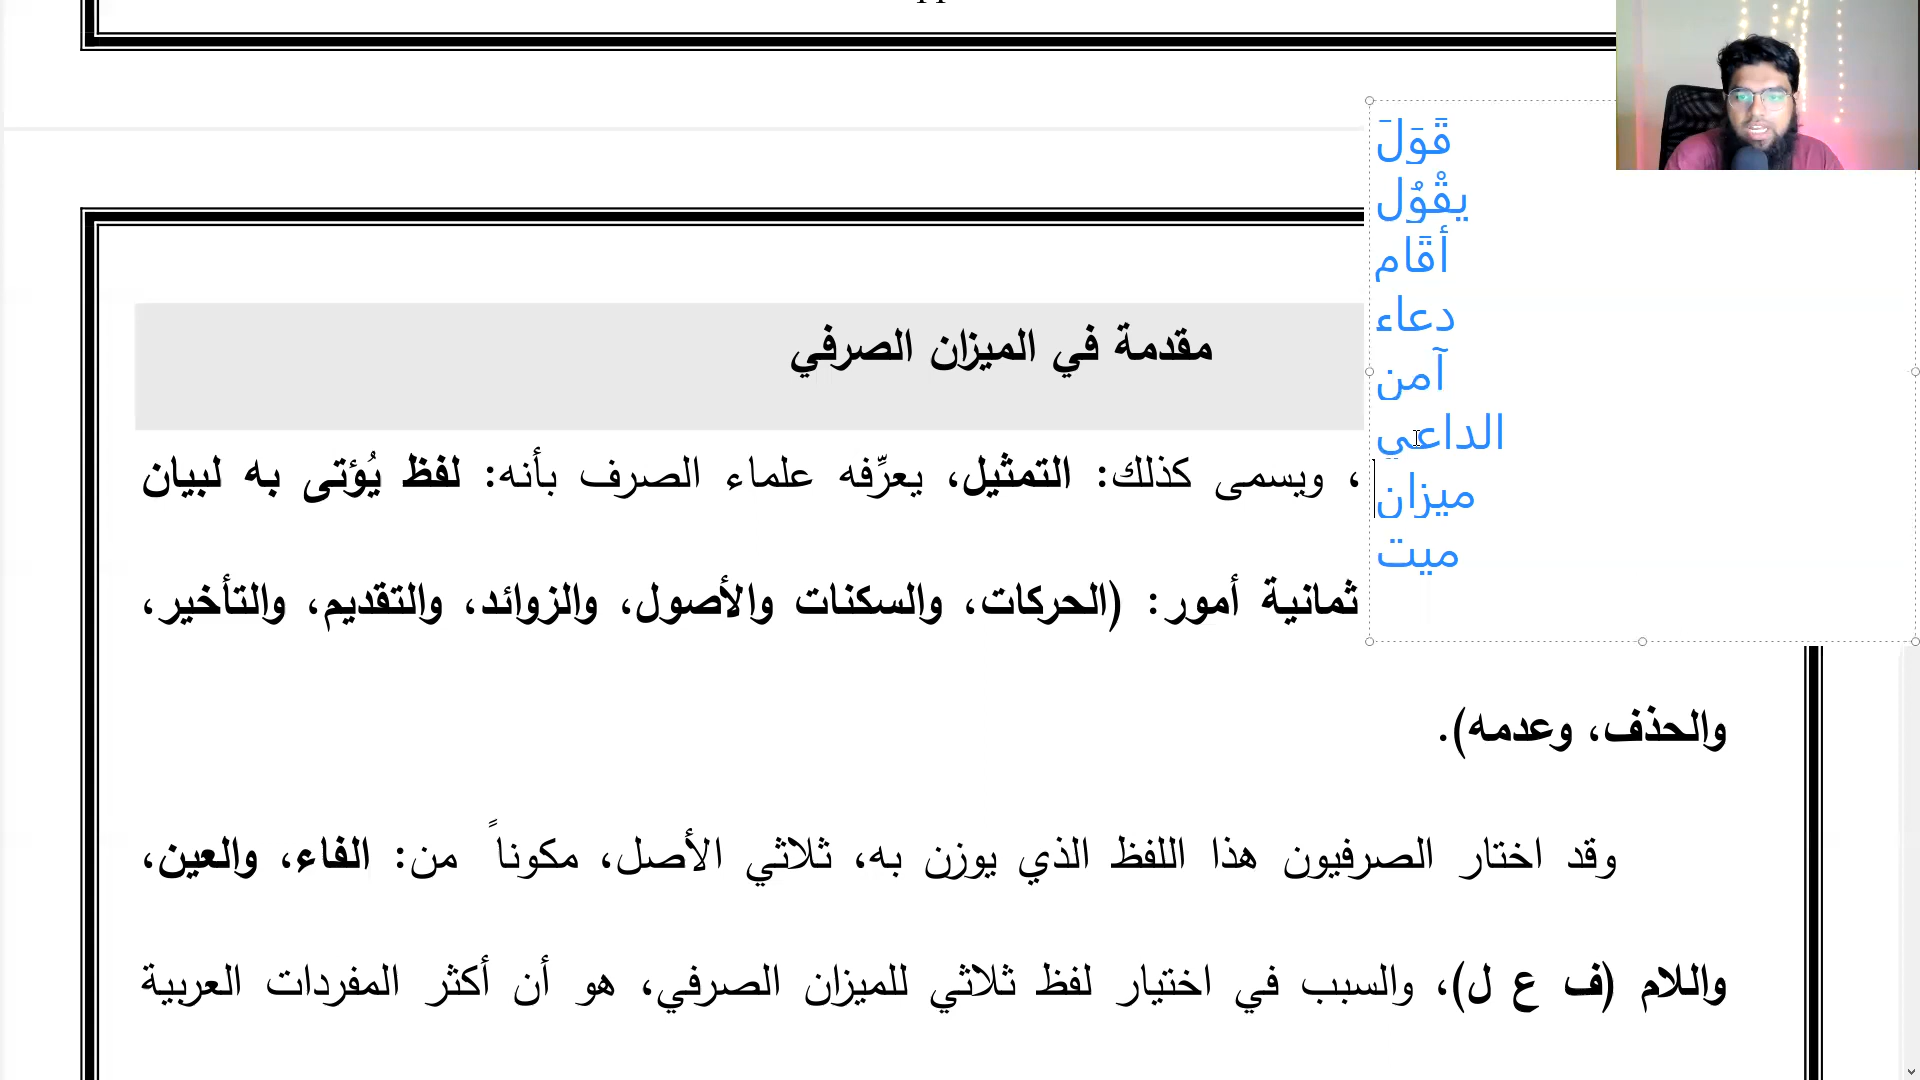 قَوَلَ
يقْوُل
أقَام
دعاء
آمن
الداعي
ميزان
ميت
مقدمة في الميزان الصرفي
، ويسمى كذلك: التمثيل، يعرِّفه علماء الصرف بأنه: لفظ يُؤتى به لبيان
ثمانية أمور: (الحركات، والسكنات والأصول، والزوائد، والتقديم، والتأخير،
والحذف، وعدمه).
وقد اختار الصرفيون هذا اللفظ الذي يوزن به، ثلاثي الأصل، مكوناً من: الفاء، والعين،
واللام (ف ع ل)، والسبب في اختيار لفظ ثلاثي للميزان الصرفي، هو أن أكثر المفردات العربية